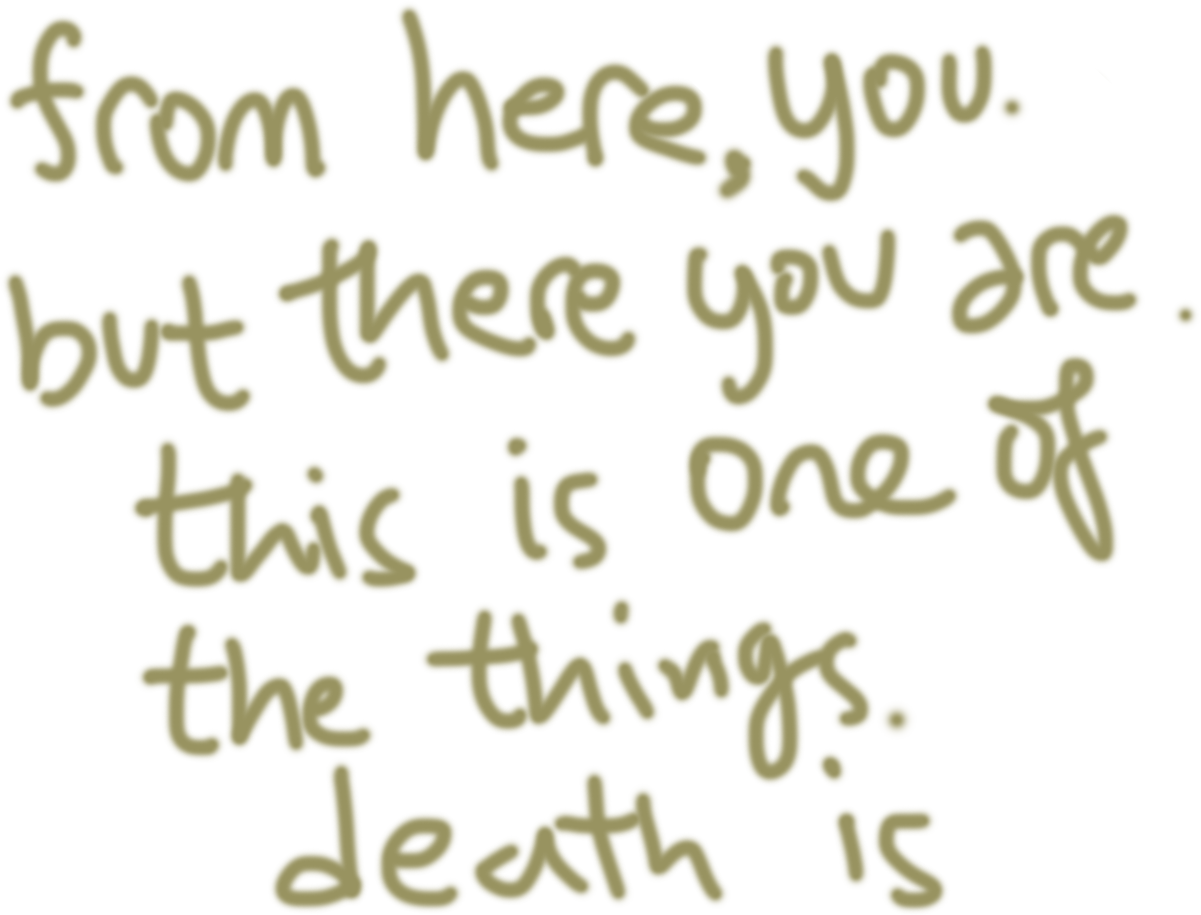 from here, you.
but there you are.
this is one of
the things.
death is